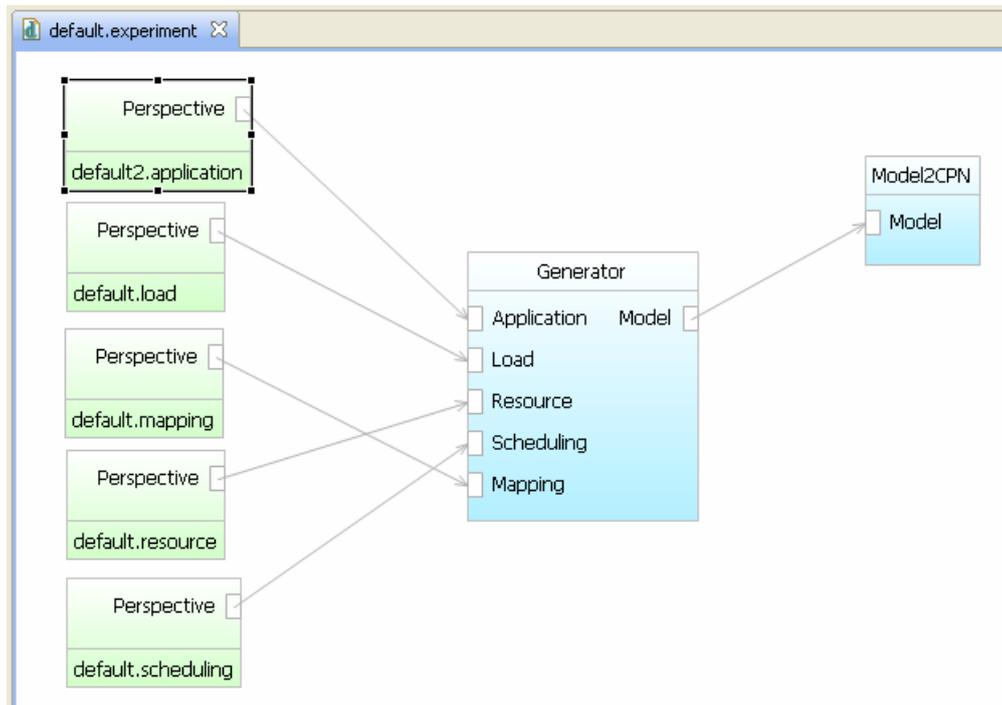 default.experiment
Perspective
default2.application
Perspective
default.load
Perspective
default.mapping
Perspective
default.resource
Perspective
default.scheduling
Generator
Application Model
Load
Resource
Scheduling
Mapping
Model2CPN
Model